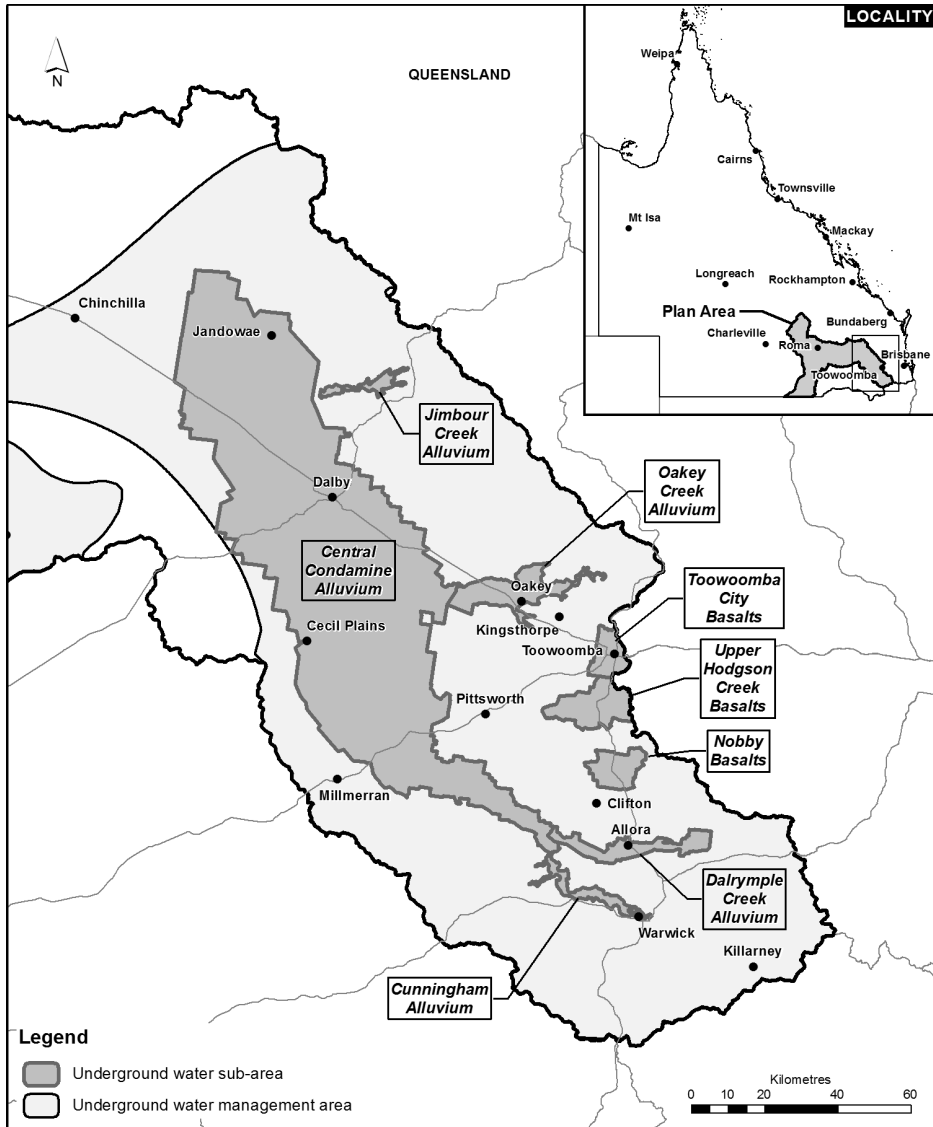 LOCALITY
N
QUEENSLAND
Weipa
Cairns
Townsville
Mt Isa
Mackay
Longreach
Rockhampton
Plan Area
Bundaberg
Charleville
Roma
Brisbane
Toowoomba
Chinchilla
Jandowae
Jimbour
Creek
Alluvium
Dalby
Oakey
Creek
Alluvium
Central
Condamine
Alluvium
Oakey
Toowoomba
City
Basalts
Cecil Plains
Kingsthorpe
Toowoomba
Upper
Hodgson
Creek
Basalts
Pittsworth
Nobby
Basalts
Millmerran
Clifton
Allora
Dalrymple
Creek
Alluvium
Warwick
Killarney
Cunningham
Alluvium
Legend
Underground water sub-area
Underground water management area
Kilometres
0 10 20 40 60